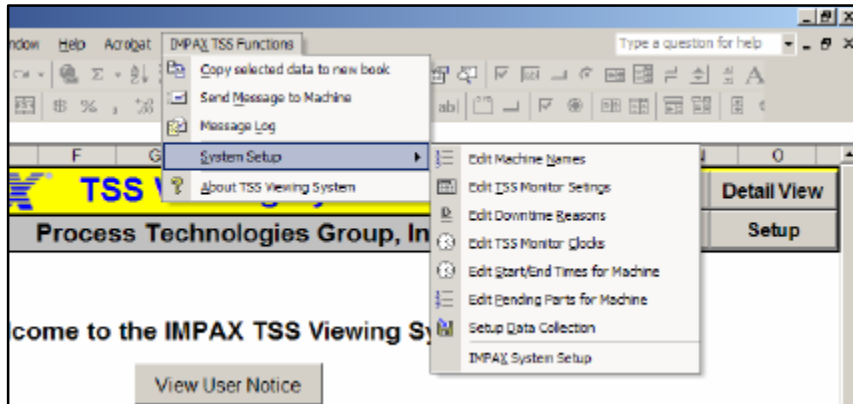 ndow Help Acrobat IMPAX TSS Functions Type a question for help
Copy selected data to new book
Send Message to Machine
Message Log
System Setup
About TSS Viewing System
Edit Machine Names
Edit TSS Monitor Setings
Edit Downtime Reasons
Edit TSS Monitor Clocks
Edit Start/End Times for Machine
Edit Pending Parts for Machine
Setup Data Collection
IMPAX System Setup
F G O
TSS Detail View
Process Technologies Group, In Setup
lcome to the IMPAX TSS Viewing Sy
View User Notice